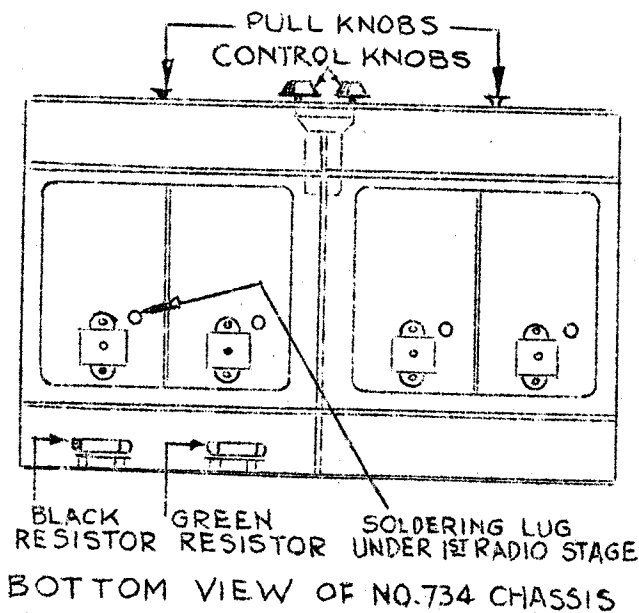 PULL KNOBS
CONTROL KNOBS
BLACK
RESISTOR
GREEN
RESISTOR
SOLDERING LUG
UNDER 1ST RADIO STAGE
BOTTOM VIEW OF NO.734 CHASSIS